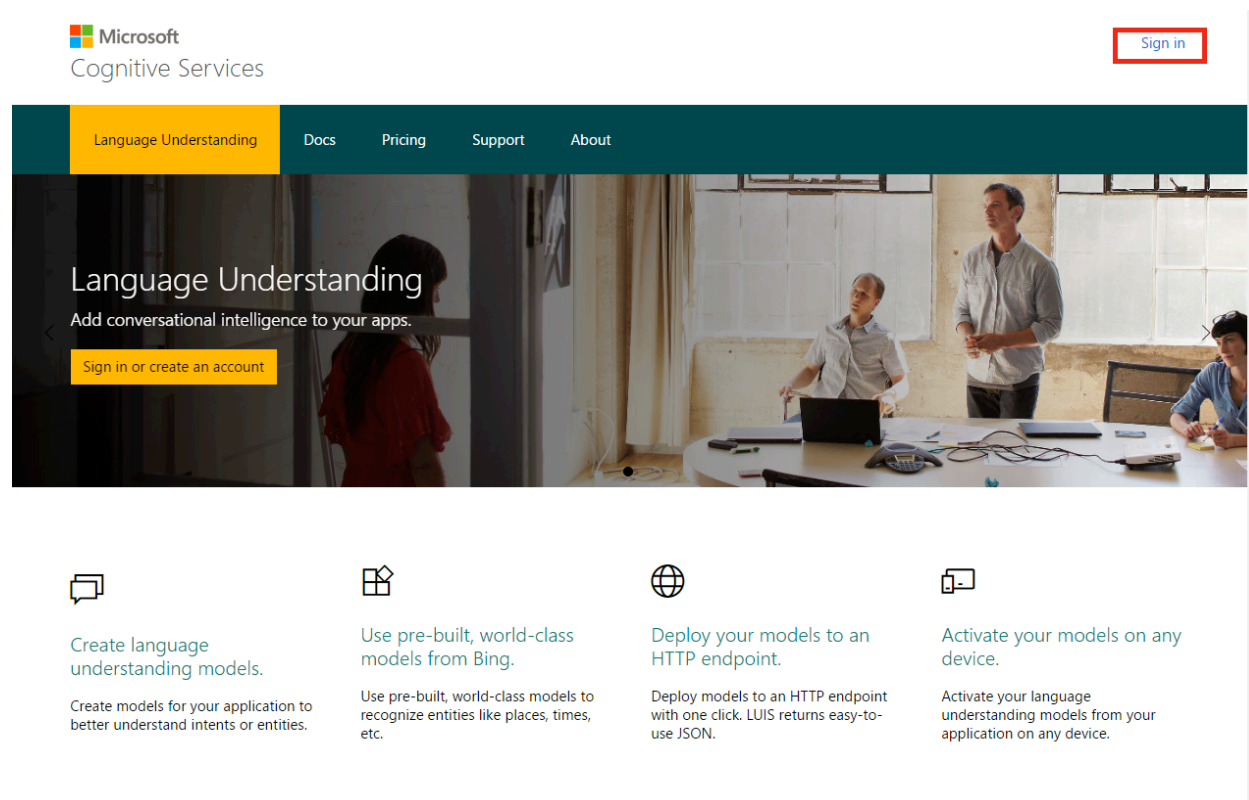 Microsoft
Cognitive Services
Sign in
Language Understanding
Docs
Pricing
Support
About
Language Understanding
Add conversational intelligence to your apps.
Sign in or create an account
Create language
understanding models.
Create models for your application to
better understand intents or entities.
Use pre-built, world-class
models from Bing.
Use pre-built, world-class models to
recognize entities like places, times,
etc.
Deploy your models to an
HTTP endpoint.
Deploy models to an HTTP endpoint
with one click. LUIS returns easy-to-
use JSON.
Activate your models on any
device.
Activate your language
understanding models from your
application on any device.